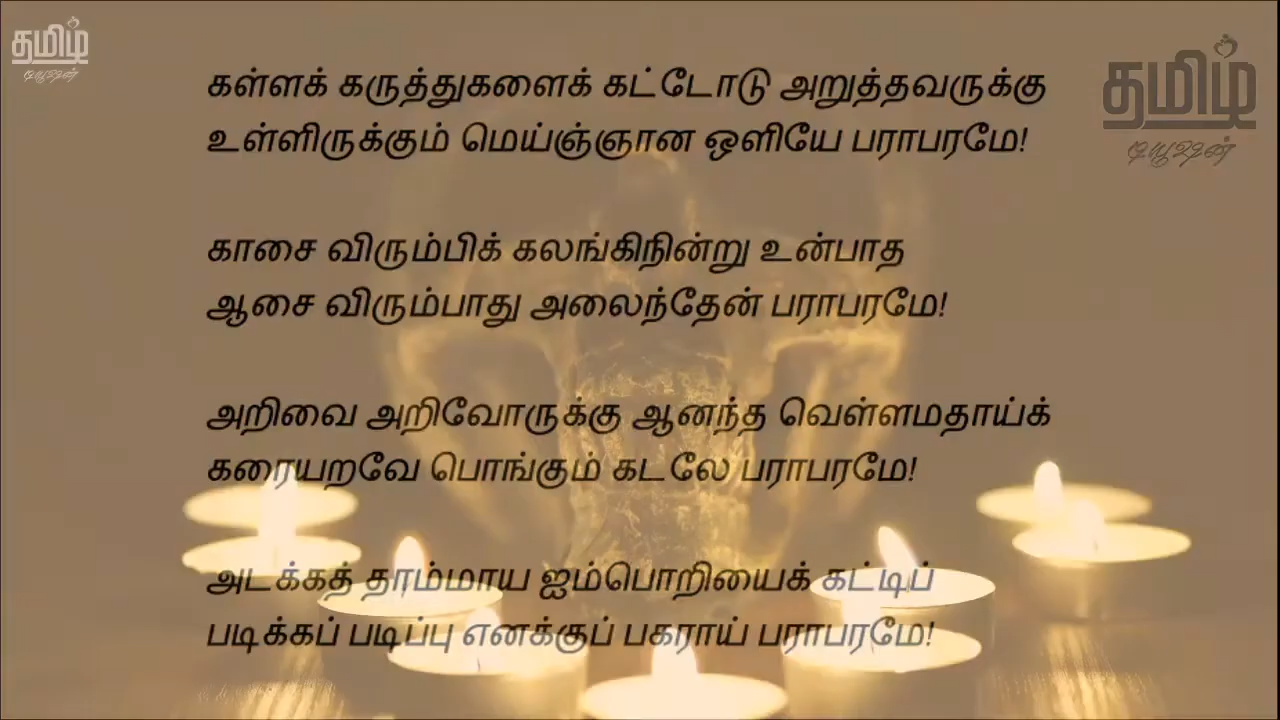 தமிழ்
டியூஷன்
தமிழ்
டியூஷன்
கள்ளக் கருத்துகளைக் கட்டோடு அறுத்தவருக்கு
உள்ளிருக்கும் மெய்ஞ்ஞான ஒளியே பராபரமே!
காசை விரும்பிக் கலங்கிநின்று உன்பாத
ஆசை விரும்பாது அலைந்தேன் பராபரமே!
அறிவை அறிவோருக்கு ஆனந்த வெள்ளமதாய்க்
கரையறவே பொங்கும் கடலே பராபரமே!
அடக்கத் தாம்மாய ஐம்பொறியைக் கட்டிப்
படிக்கப் படிப்பு எனக்குப் பகராய் பராபரமே!